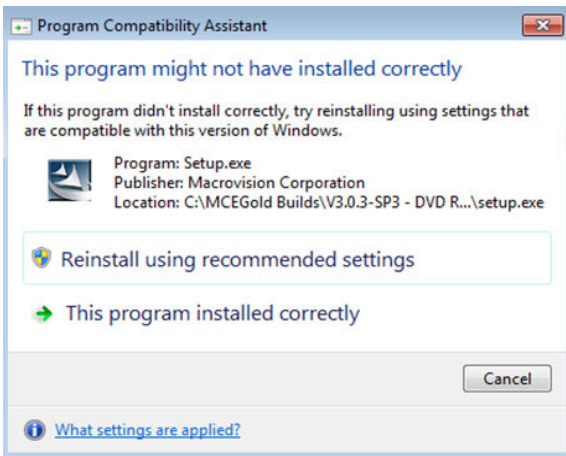 Program Compatibility Assistant
This program might not have installed correctly
If this program didn't install correctly, try reinstalling using settings that
are compatible with this version of Windows.
Program: Setup.exe
Publisher: Macrovision Corporation
Location: C:\MCEGold Builds\V3.0.3-SP3 - DVD R...\setup.exe
Reinstall using recommended settings
This program installed correctly
Cancel
What settings are applied?